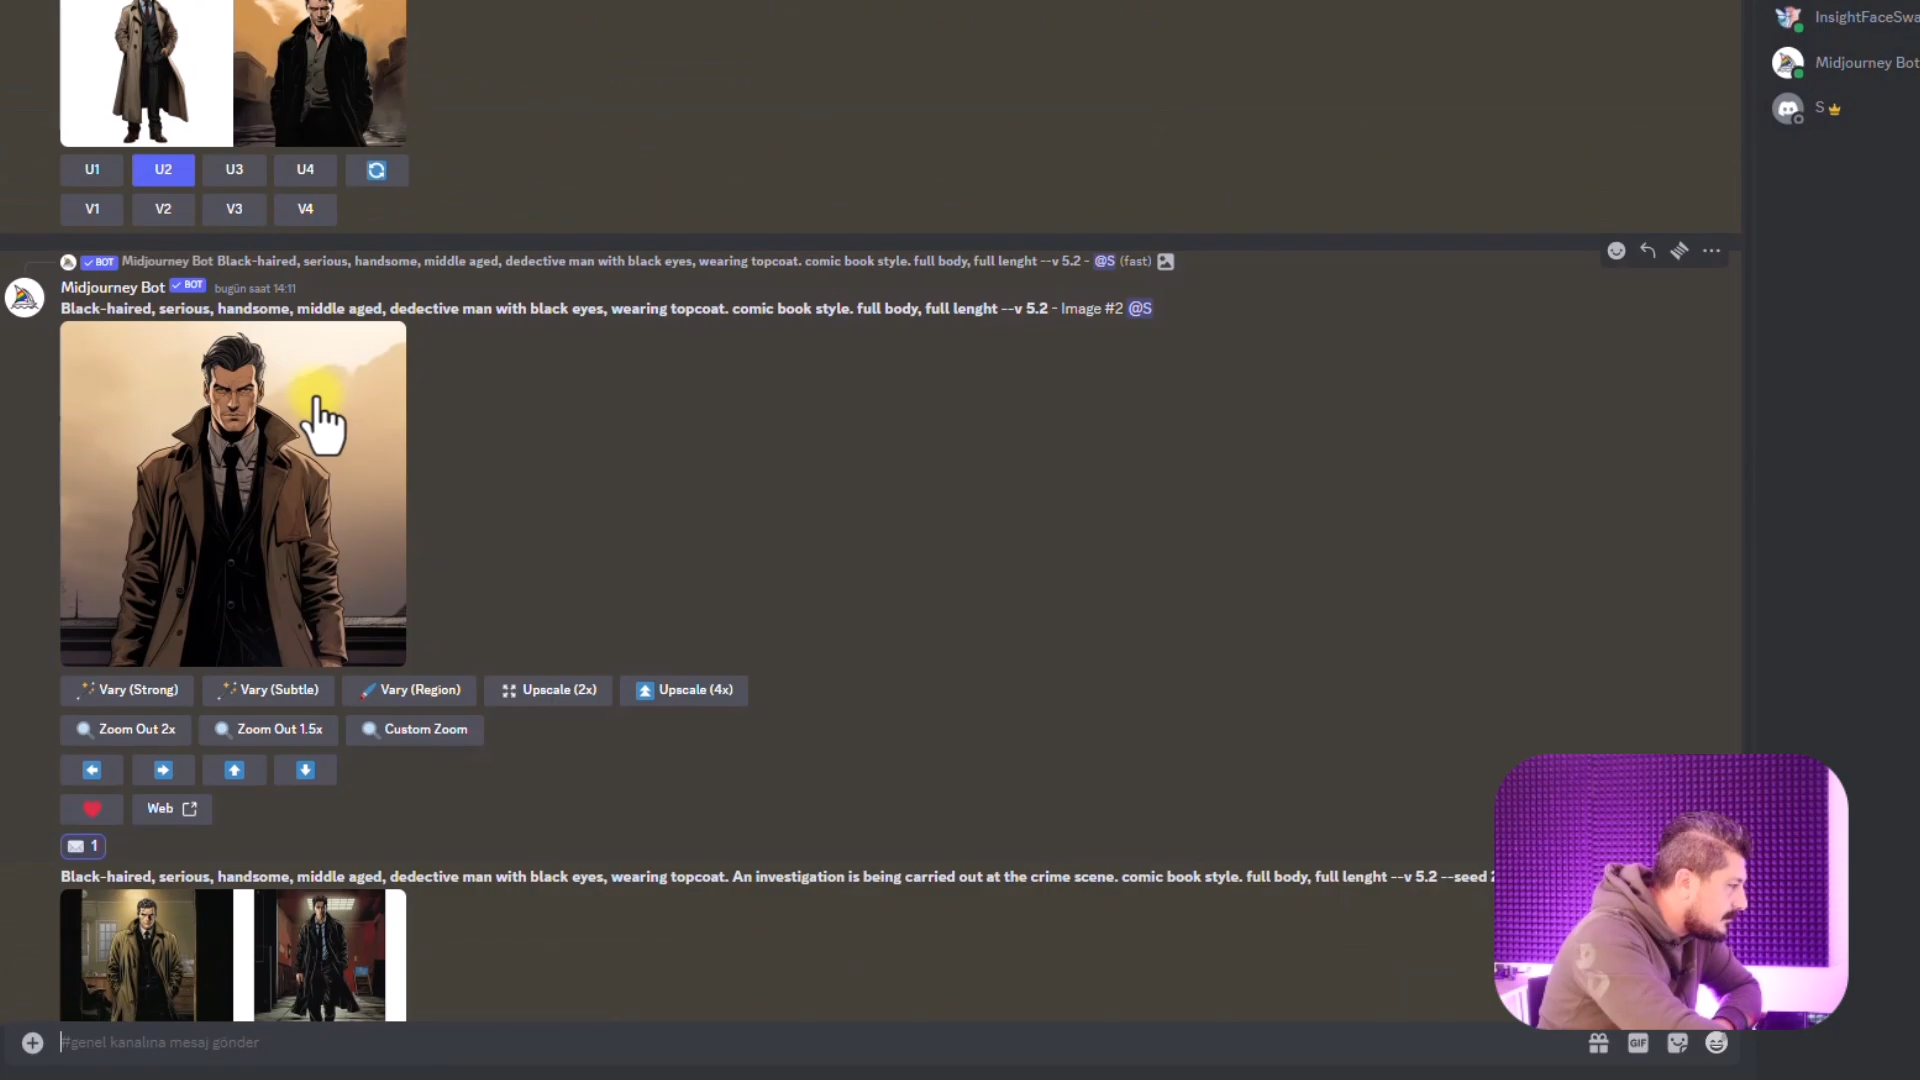 InsightFaceSwa
Midjourney Bot
S
U1 U2 U3 U4
V1 V2 V3 V4
BOT Midjourney Bot Black-haired, serious, handsome, middle aged, dedective man with black eyes, wearing topcoat. comic book style. full body, full lenght --v 5.2 - @S (fast)
Midjourney Bot BOT bugün saat 14:11
Black-haired, serious, handsome, middle aged, dedective man with black eyes, wearing topcoat. comic book style. full body, full lenght --v 5.2 - Image #2 @S
Vary (Strong) Vary (Subtle) Vary (Region) Upscale (2x) Upscale (4x)
Zoom Out 2x Zoom Out 1.5x Custom Zoom
Web
1
Black-haired, serious, handsome, middle aged, dedective man with black eyes, wearing topcoat. An investigation is being carried out at the crime scene. comic book style. full body, full lenght --v 5.2 --seed
#genel kanalına mesaj gönder
GIF